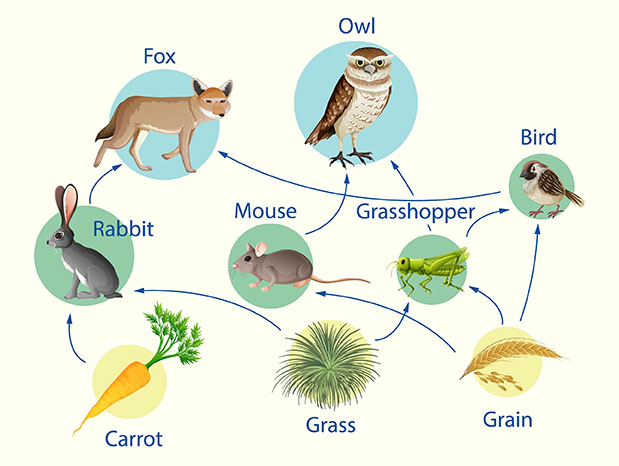 Owl
Fox
Bird
Mouse
Grasshopper
Rabbit
Grass
Grain
Carrot